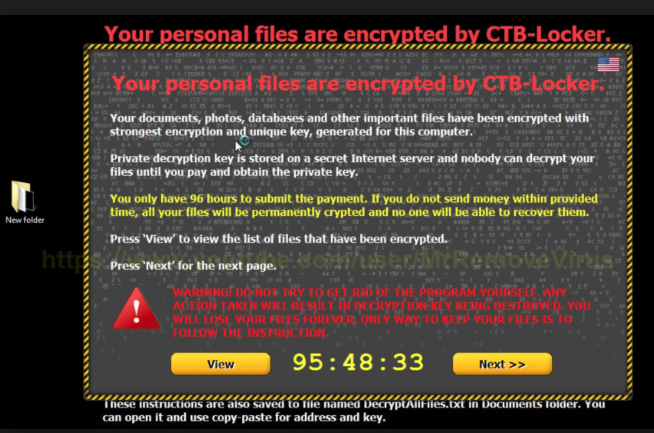 Your personal files are encrypted by CTB-Locker.
Your personal files are encrypted by CTB-Locker.
Your documents, photos, databases and other important files have been encrypted with
strongest encryption and unique key, generated for this computer.
Private decryption key is stored on a secret Internet server and nobody can decrypt your
files until you pay and obtain the private key.
You only have 96 hours to submit the payment. If you do not send money within provided
time, all your files will be permanently crypted and no one will be able to recover them.
Press 'View' to view the list of files that have been encrypted.
Press 'Next' for the next page.
WARNING! DO NOT TRY TO GET RID OF THE PROGRAM YOURSELF. ANY
ACTION TAKEN WILL RESULT IN DECRYPTION KEY BEING DESTROYED. YOU
WILL LOSE YOUR FILES FOREVER. ONLY WAY TO KEEP YOUR FILES IS TO
FOLLOW THE INSTRUCTION.
View
95:48:33
Next >>
These instructions are also saved to file named DecryptAllFiles.txt in Documents folder. You
can open it and use copy-paste for address and key.
New folder